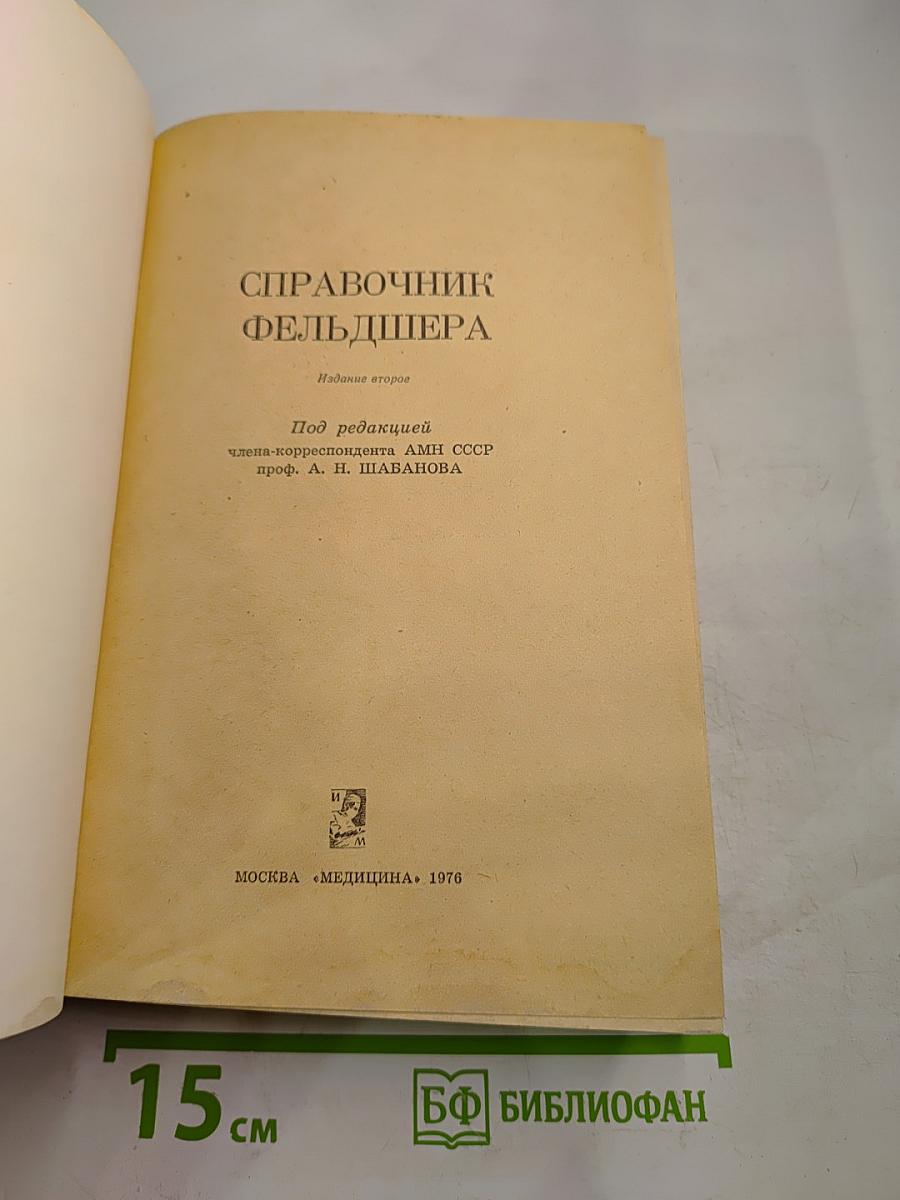 СПРАВОЧНИК
ФЕЛЬДШЕРА
Издание второе
Под редакцией
члена-корреспондента АМН СССР
проф. А. Н. ШАБАНОВА
И
М
МОСКВА «МЕДИЦИНА» 1976
15 см
БФ БИБЛИОФАН